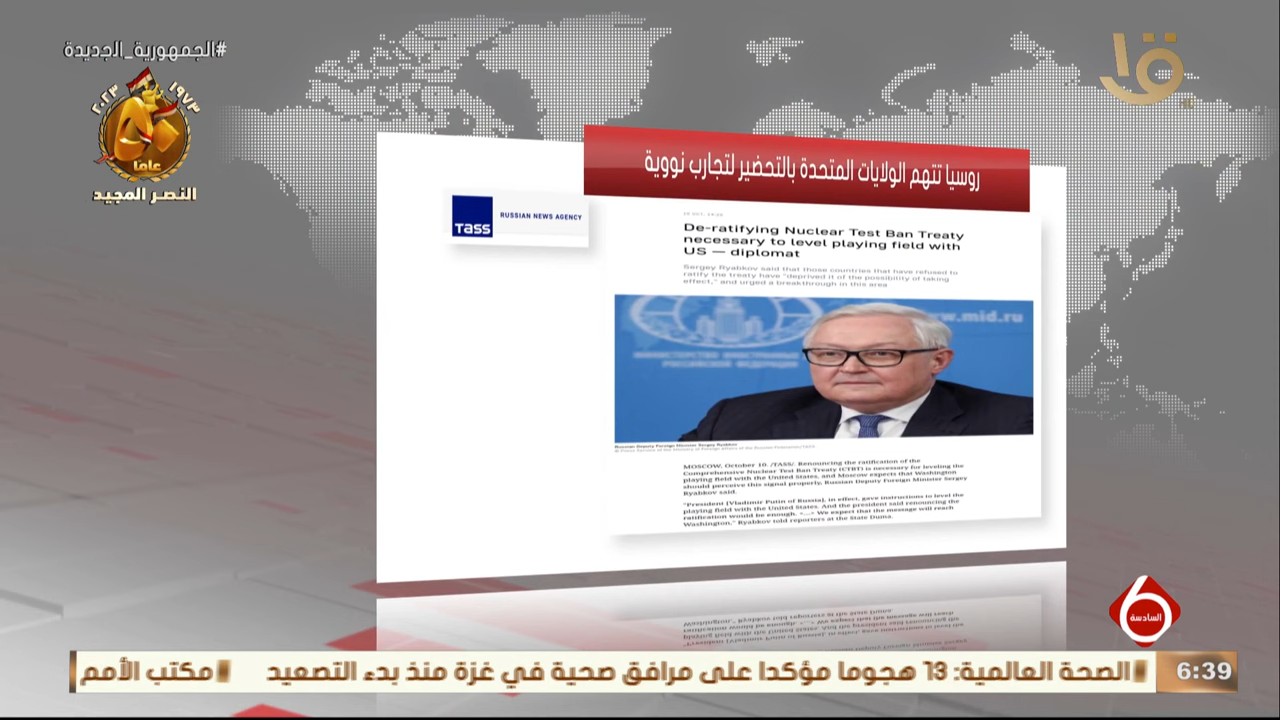 #الجمهورية_الجديدة
١٩٧٣
٢٠٢٣
عامًا
النصر المجيد
روسيا تتهم الولايات المتحدة بالتحضير لتجارب نووية
TASS
RUSSIAN NEWS AGENCY
De-ratifying Nuclear Test Ban Treaty
necessary to level playing field with
US — diplomat
Sergey Ryabkov said that those countries that have refused to
ratify the treaty have "deprived it of the possibility of taking
effect," and urged a breakthrough in this area
www.mid.ru
Russian Deputy Foreign Minister Sergey Ryabkov
MOSCOW, October 10. /TASS/. Renouncing the ratification of the
Comprehensive Nuclear Test Ban Treaty (CTBT) is necessary for leveling the
playing field with the United States, and Moscow expects that Washington
should perceive this signal properly, Russian Deputy Foreign Minister Sergey
Ryabkov said.
"President [Vladimir Putin of Russia], in effect, gave instructions to level the
playing field with the United States. And the president said renouncing the
ratification would be enough. <...> We expect that the message will reach
Washington," Ryabkov told reporters at the State Duma.
6
السادسة
6:39
الصحة العالمية: 13 هجوما مؤكدا على مرافق صحية في غزة منذ بدء التصعيد
مكتب الأمم